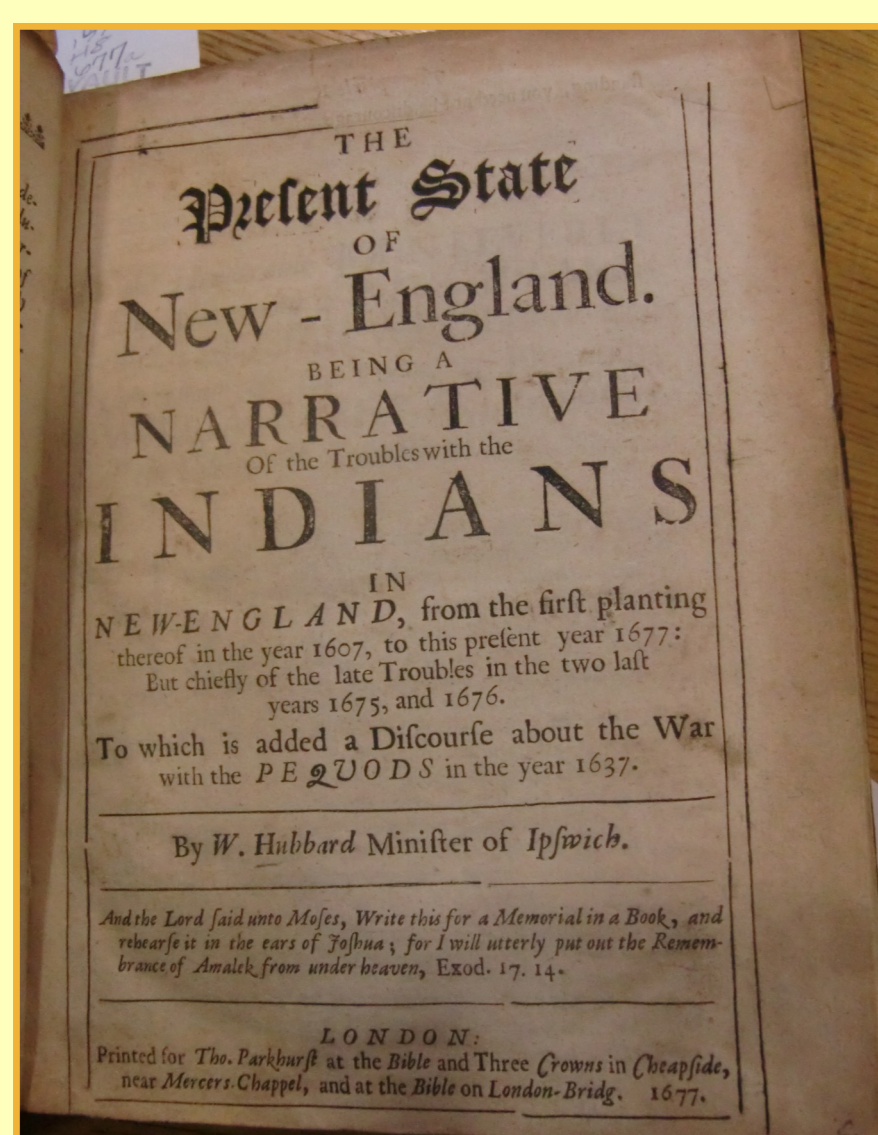 THE
Preſent State
OF
New - England.
BEING A
NARRATIVE
Of the Troubles with the
INDIANS
IN
NEW-ENGLAND, from the firſt planting
thereof in the year 1607, to this preſent year 1677:
But chiefly of the late Troubles in the two laſt
years 1675, and 1676.
To which is added a Diſcourſe about the War
with the PEQUODS in the year 1637.
By W. Hubbard Miniſter of Ipſwich.
And the Lord ſaid unto Moſes, Write this for a Memorial in a Book, and
rehearſe it in the ears of Joſhua; for I will utterly put out the Remem-
brance of Amalek from under heaven, Exod. 17. 14.
LONDON:
Printed for Tho. Parkhurſt at the Bible and Three Crowns in Cheapſide,
near Mercers-Chappel, and at the Bible on London-Bridg. 1677.